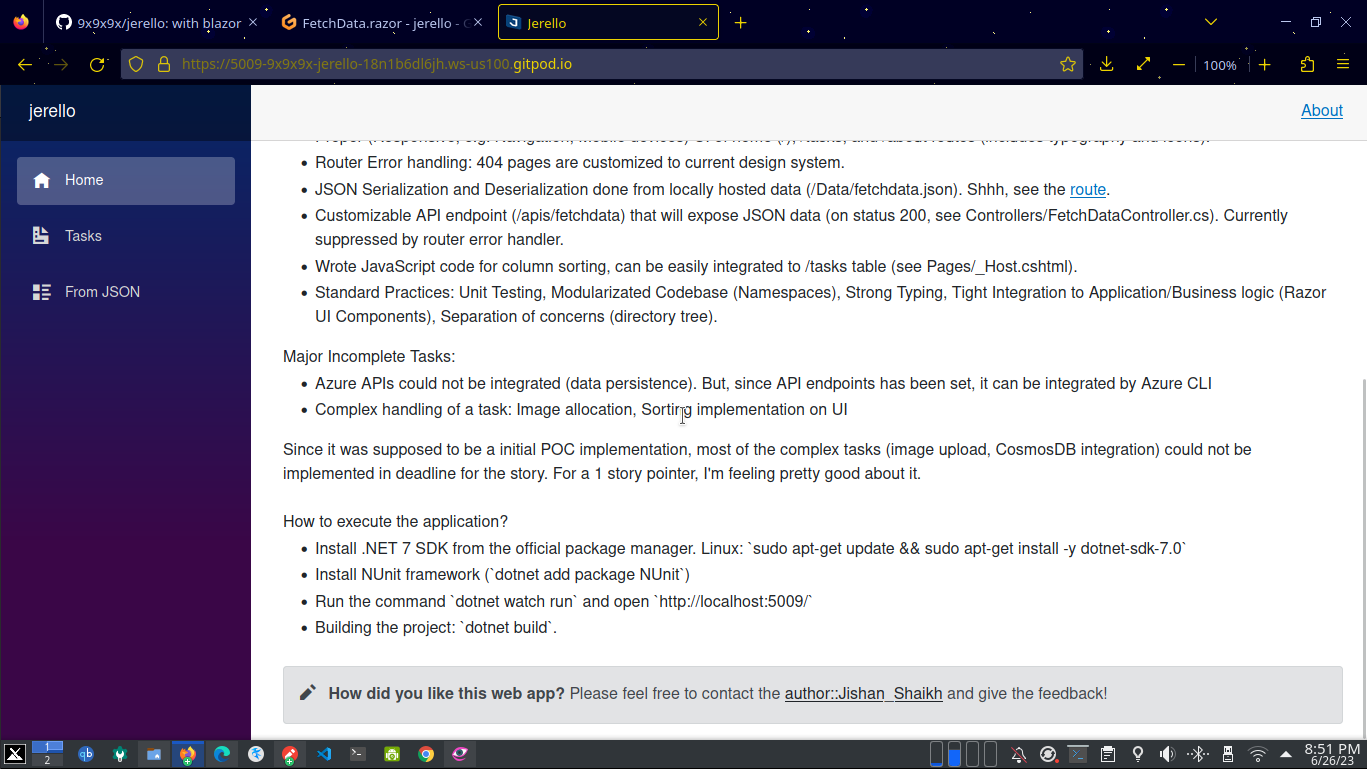 9x9x9x/jerello: with blazor
FetchData.razor - jerello -
Jerello
https://5009-9x9x9x-jerello-18n1b6dl6jh.ws-us100.gitpod.io
100%
jerello
About
Home
Tasks
From JSON
Router Error handling: 404 pages are customized to current design system.
JSON Serialization and Deserialization done from locally hosted data (/Data/fetchdata.json). Shhh, see the route.
Customizable API endpoint (/apis/fetchdata) that will expose JSON data (on status 200, see Controllers/FetchDataController.cs). Currently
suppressed by router error handler.
Wrote JavaScript code for column sorting, can be easily integrated to /tasks table (see Pages/_Host.cshtml).
Standard Practices: Unit Testing, Modularizated Codebase (Namespaces), Strong Typing, Tight Integration to Application/Business logic (Razor
UI Components), Separation of concerns (directory tree).
Major Incomplete Tasks:
Azure APIs could not be integrated (data persistence). But, since API endpoints has been set, it can be integrated by Azure CLI
Complex handling of a task: Image allocation, Sorting implementation on UI
Since it was supposed to be a initial POC implementation, most of the complex tasks (image upload, CosmosDB integration) could not be
implemented in deadline for the story. For a 1 story pointer, I'm feeling pretty good about it.
How to execute the application?
Install .NET 7 SDK from the official package manager. Linux: `sudo apt-get update && sudo apt-get install -y dotnet-sdk-7.0`
Install NUnit framework (`dotnet add package NUnit`)
Run the command `dotnet watch run` and open `http://localhost:5009/`
Building the project: `dotnet build`.
How did you like this web app? Please feel free to contact the author::Jishan_Shaikh and give the feedback!
1
2
8:51 PM
6/26/23